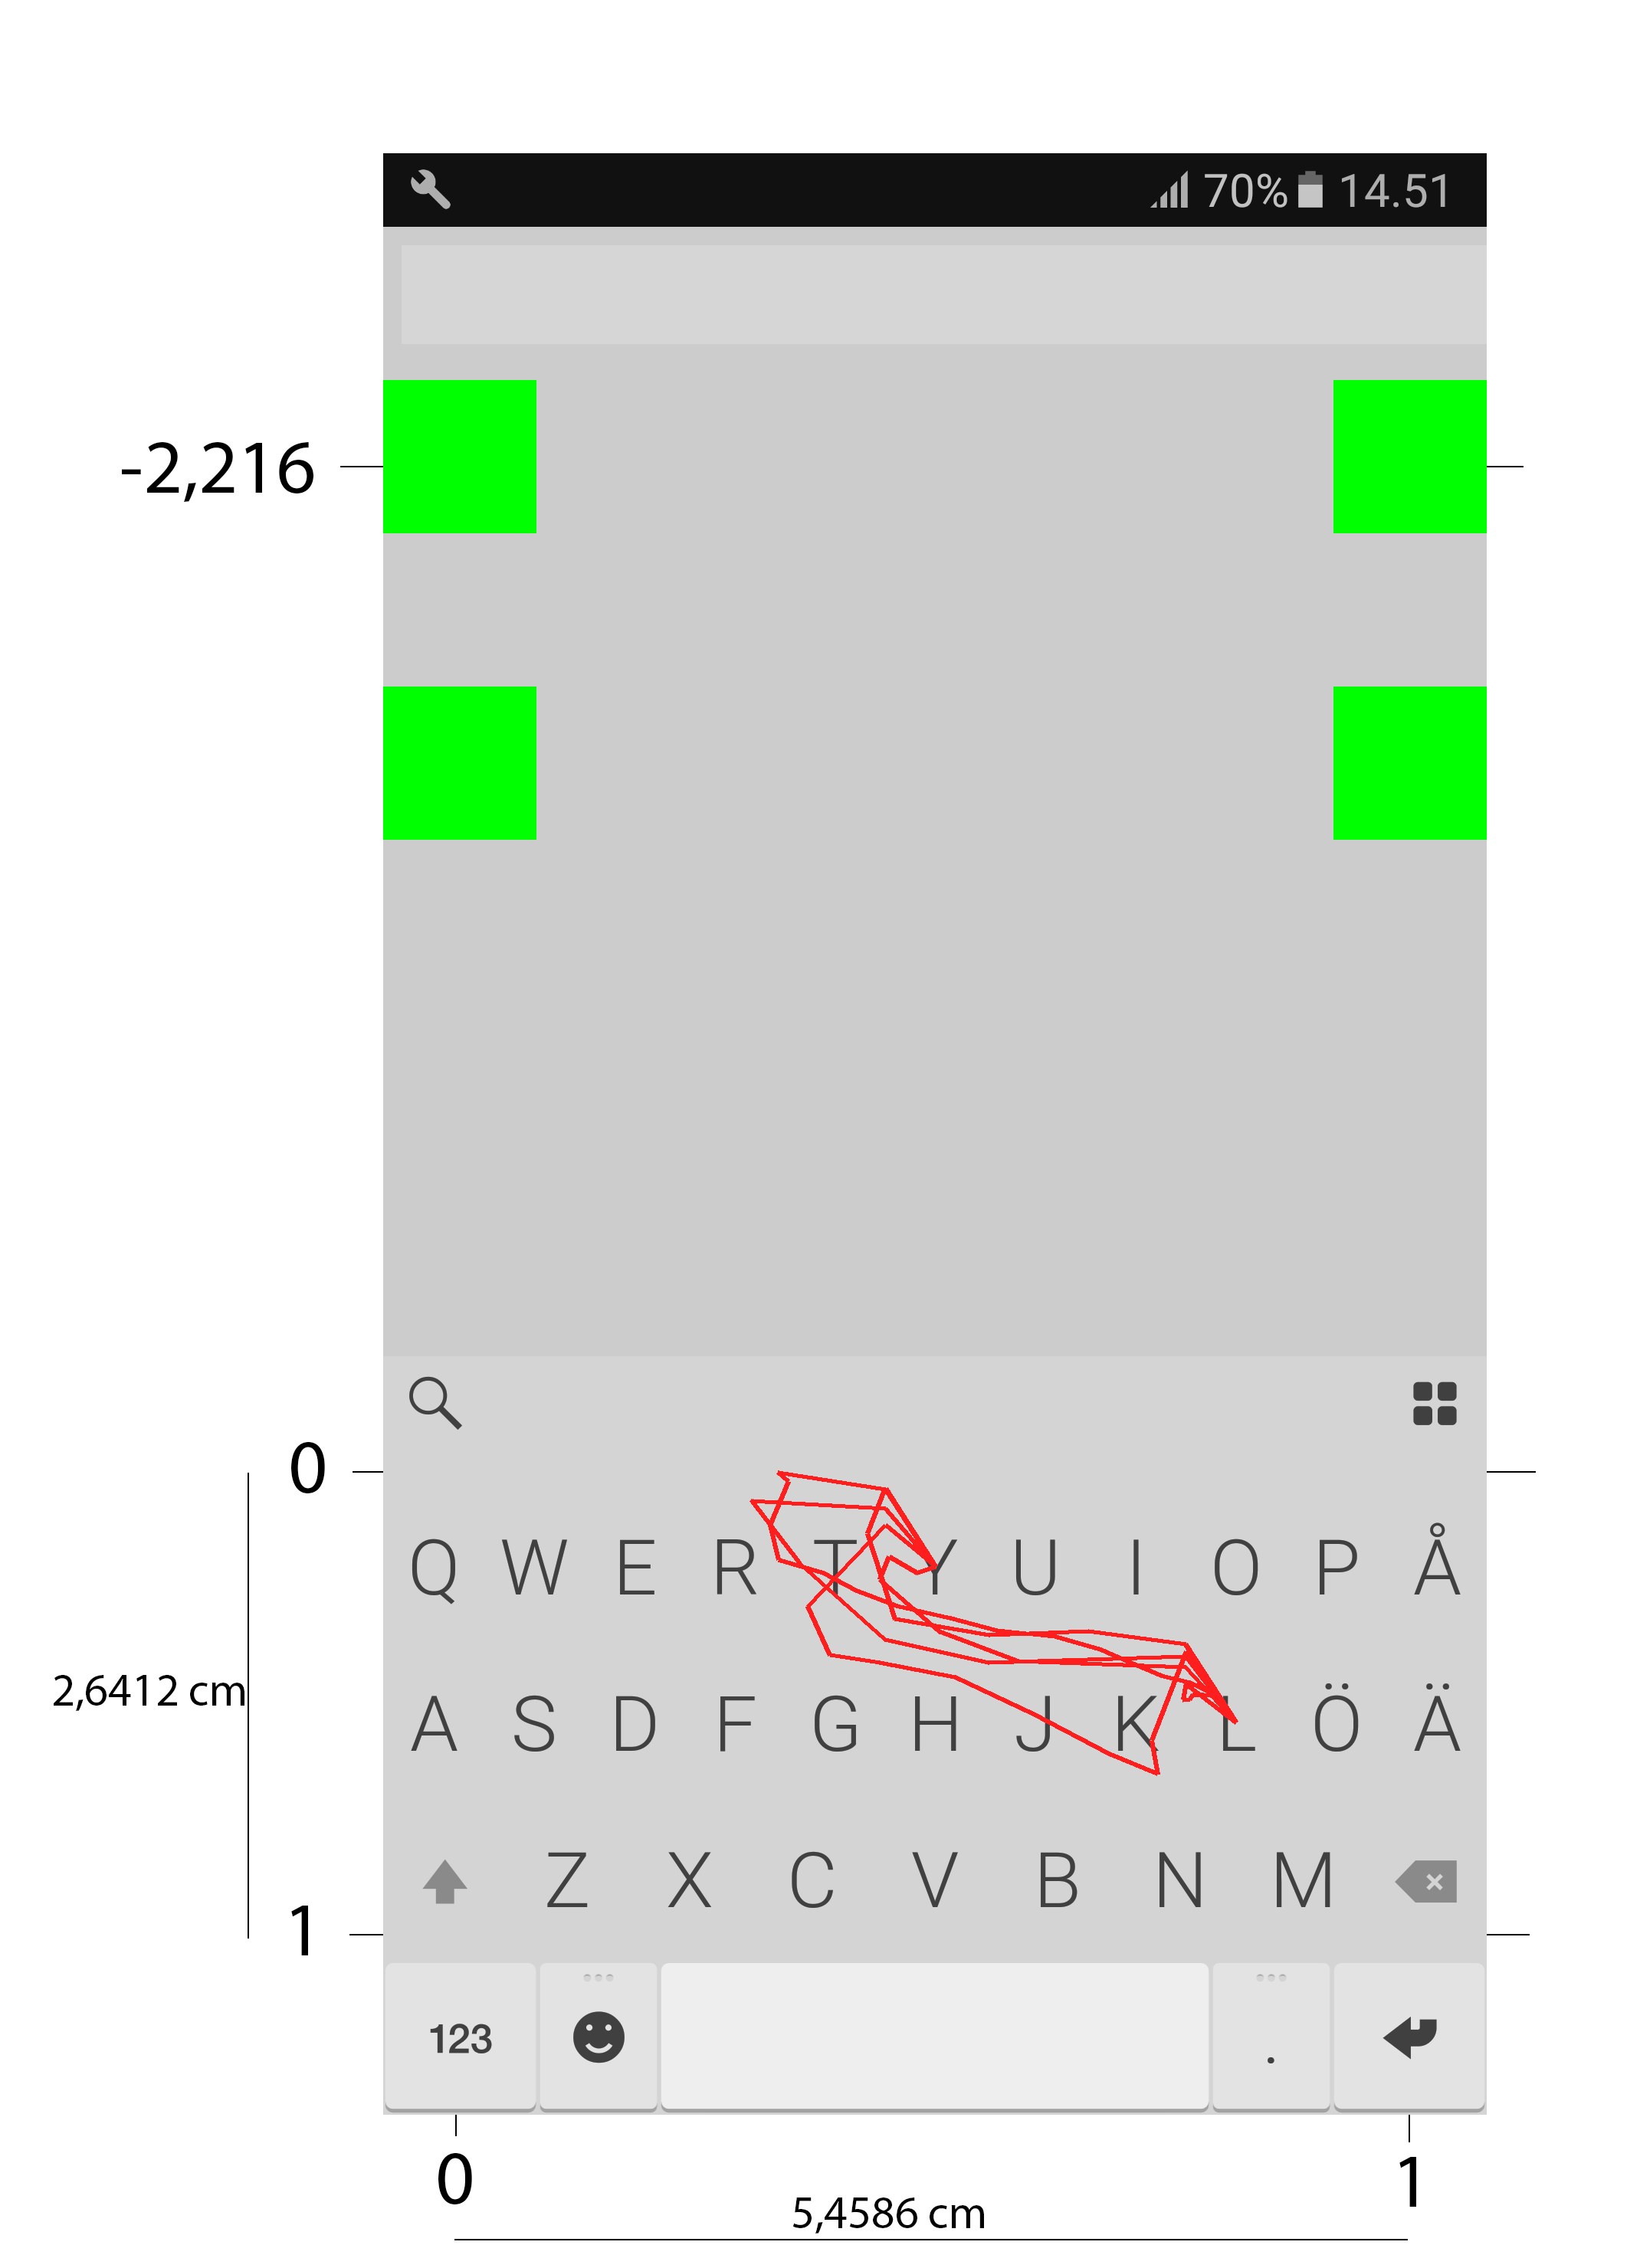 70% 14.51
-2,216
0
Q W E R T Y U I O P Å
2,6412 cm
A S D F G H J K L Ö Ä
Z X C V B N M
1
123 .
0 1
5,4586 cm